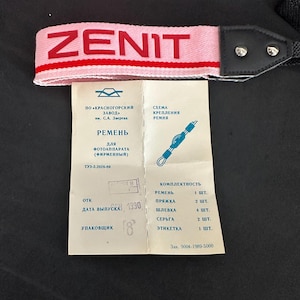 ZENIT
ПО «КРАСНОГОРСКИЙ
ЗАВОД»
им. С.А. Зверева
РЕМЕНЬ
ДЛЯ
ФОТОАППАРАТА
(ФИРМЕННЫЙ)
ОТК
ДАТА ВЫПУСКА
1990
УПАКОВЩИК
СХЕМА
КРЕПЛЕНИЯ
РЕМНЯ
КОМПЛЕКТНОСТЬ
РЕМЕНЬ 1 ШТ.
ПРЯЖКА 2 ШТ.
ШЛЕВКА 4 ШТ.
СЕРЬГА 2 ШТ.
ЭТИКЕТКА 1 ШТ.